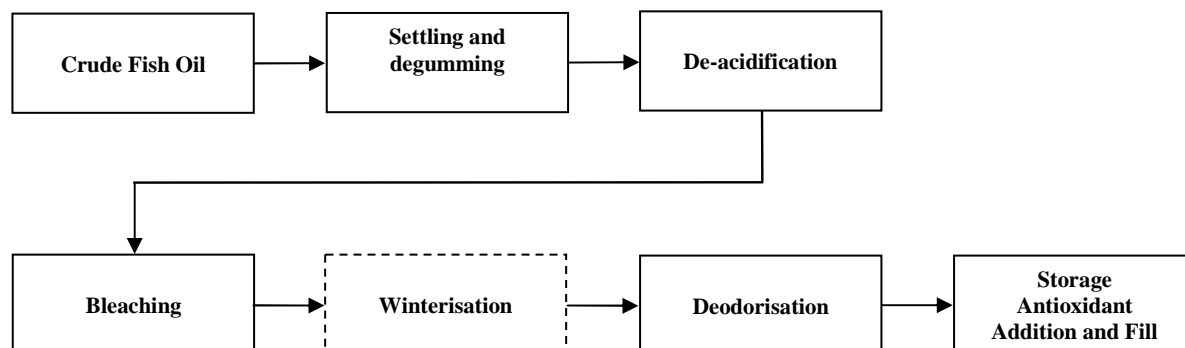 Crude Fish Oil
Settling and
degumming
De-acidification
Bleaching
Winterisation
Deodorisation
Storage
Antioxidant
Addition and Fill